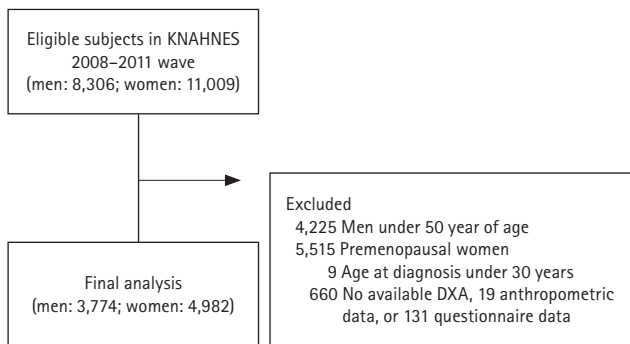 Eligible subjects in KNAHNES
2008–2011 wave
(men: 8,306; women: 11,009)
Excluded
4,225 Men under 50 year of age
5,515 Premenopausal women
9 Age at diagnosis under 30 years
660 No available DXA, 19 anthropometric
data, or 131 questionnaire data
Final analysis
(men: 3,774; women: 4,982)